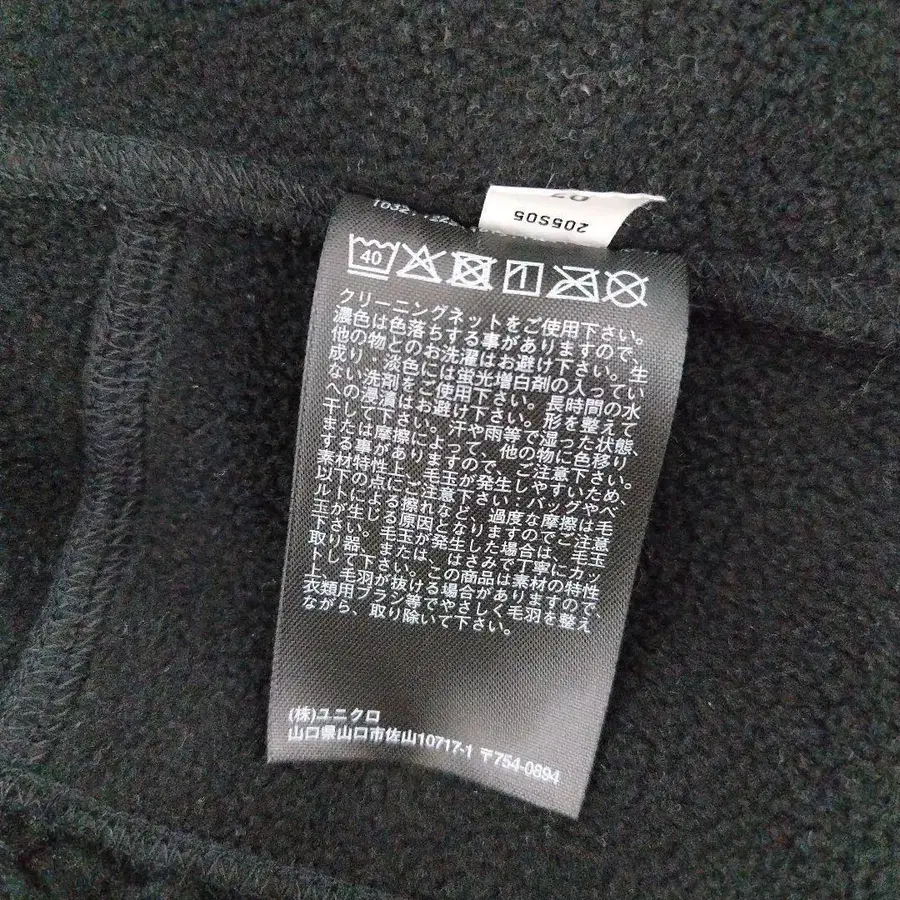 205S05
40
クリーニングネットをご使用下さい。
濃色は色落ちする事がありますので、
他の物とのお洗濯はお避け下さい。生
成り・淡色には蛍光増白剤の入ってい
ない洗剤をご使用下さい。長時間の水
への浸漬はお避け下さい。形を整えて
干して下さい。汗や雨等で湿った状態、
または摩擦によって、他の物に色移り
する事がありますので、ご注意下さい。
素材特性上、毛玉が発生しやすいため、
以下の点にご注意下さい・バッグやベ
ルトによる擦れなど、過度な摩擦は毛
玉が生じる原因となりますのでご注意
下さい。毛玉が発生した場合は、毛玉
取り器、または、はさみで丁寧にカッ
トして下さい。この商品は素材の特性
上、毛羽が抜ける場合がありますので、
衣類用ブラシ等でやさしく毛羽を整え
ながら、取り除いて下さい。
(株)ユニクロ
山口県山口市佐山10717-1 〒754-0894